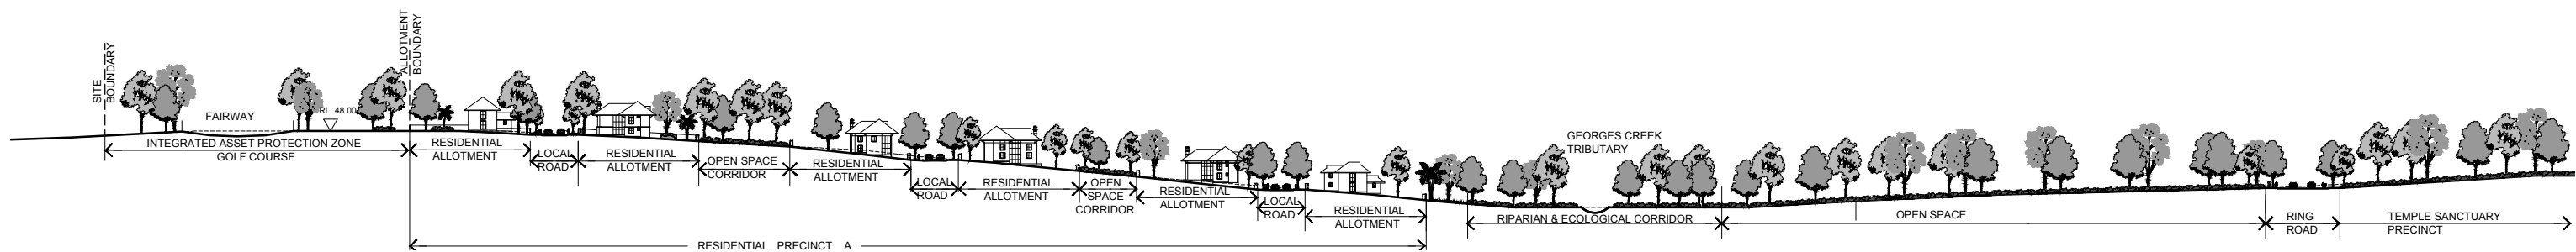 SITE
BOUNDARY
FAIRWAY
RL. 48.00
ALLOTMENT
BOUNDARY
INTEGRATED ASSET PROTECTION ZONE
GOLF COURSE
RESIDENTIAL
ALLOTMENT
LOCAL
ROAD
RESIDENTIAL
ALLOTMENT
OPEN SPACE
CORRIDOR
RESIDENTIAL
ALLOTMENT
LOCAL
ROAD
RESIDENTIAL
ALLOTMENT
OPEN
SPACE
CORRIDOR
RESIDENTIAL
ALLOTMENT
LOCAL
ROAD
RESIDENTIAL
ALLOTMENT
GEORGES CREEK
TRIBUTARY
RIPARIAN & ECOLOGICAL CORRIDOR
OPEN SPACE
RING
ROAD
TEMPLE SANCTUARY
PRECINCT
RESIDENTIAL PRECINCT A